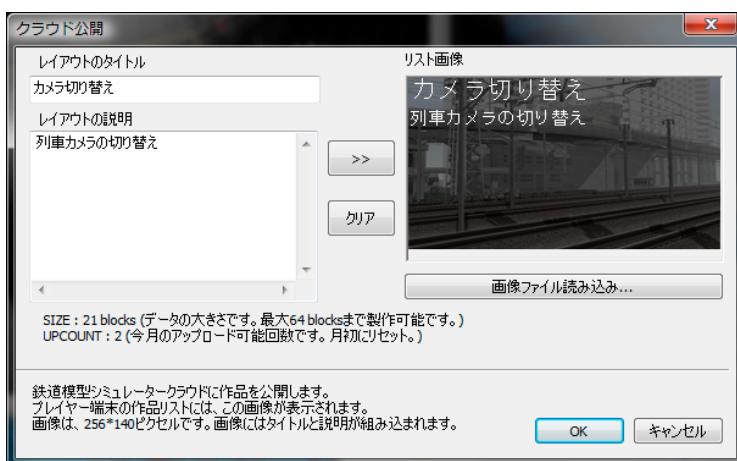 クラウド公開
レイアウトのタイトル
カメラ切り替え
レイアウトの説明
列車カメラの切り替え
>>
クリア
リスト画像
カメラ切り替え
列車カメラの切り替え
画像ファイル読み込み...
SIZE : 21 blocks (データの大きさです。最大64 blocksまで製作可能です。)
UPCOUNT : 2 (今月のアップロード可能回数です。月初にリセット。)
鉄道模型シミュレータークラウドに作品を公開します。
プレイヤー端末の作品リストには、この画像が表示されます。
画像は、256*140ピクセルです。画像にはタイトルと説明が組み込まれます。
OK
キャンセル